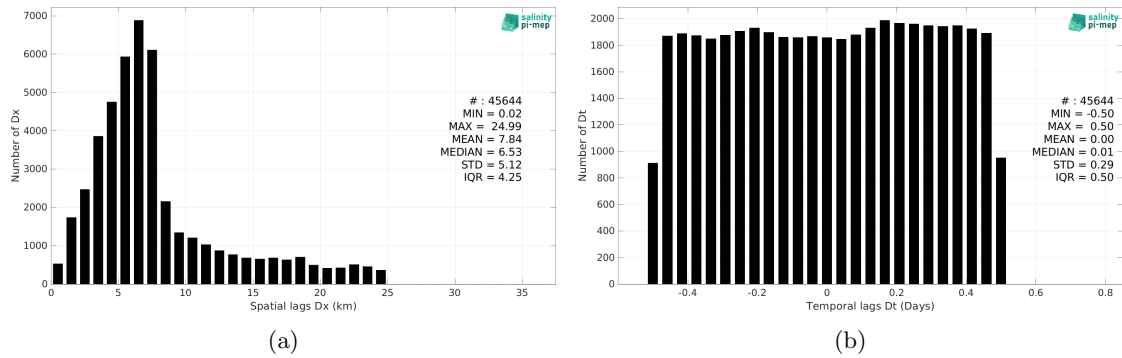 7000
6000
5000
4000
3000
2000
1000
0
Number of Dx
salinity
pi-mep
# : 45644
MIN = 0.02
MAX = 24.99
MEAN = 7.84
MEDIAN = 6.53
STD = 5.12
IQR = 4.25
0 5 10 15 20 25 30 35
Spatial lags Dx (km)
(a)
2000
1800
1600
1400
1200
1000
800
600
400
200
0
Number of Dt
salinity
pi-mep
# : 45644
MIN = -0.50
MAX = 0.50
MEAN = 0.00
MEDIAN = 0.01
STD = 0.29
IQR = 0.50
-0.4 -0.2 0 0.2 0.4 0.6 0.8
Temporal lags Dt (Days)
(b)